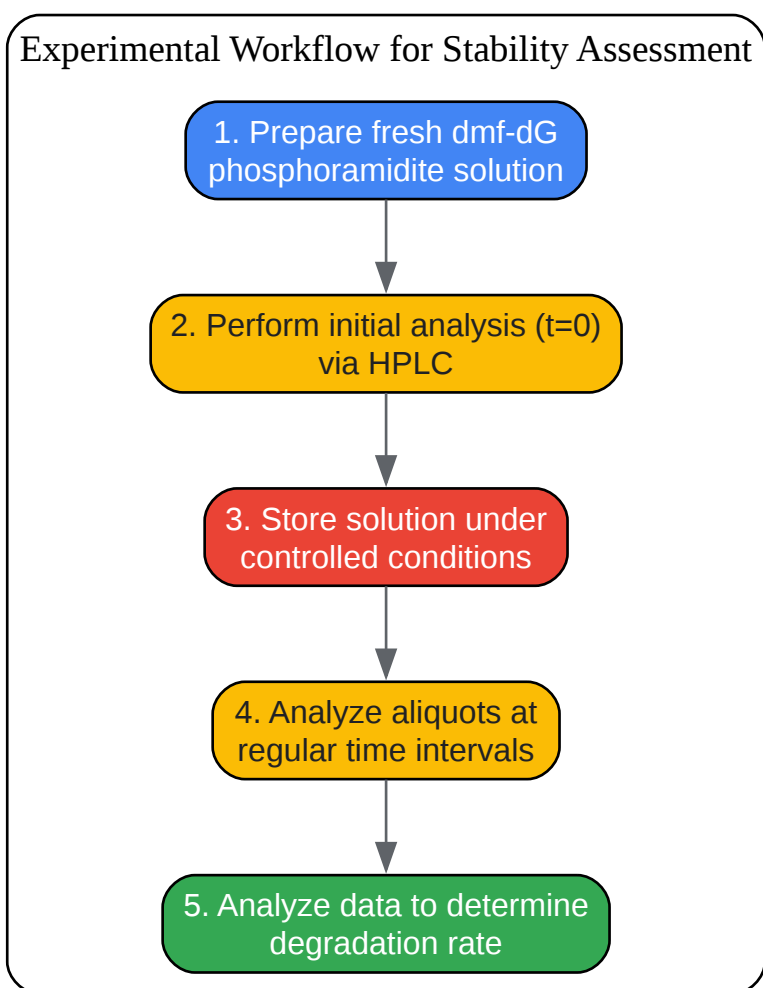 Experimental Workflow for Stability Assessment
1. Prepare fresh dmf-dG
phosphoramidite solution
2. Perform initial analysis (t=0)
via HPLC
3. Store solution under
controlled conditions
4. Analyze aliquots at
regular time intervals
5. Analyze data to determine
degradation rate